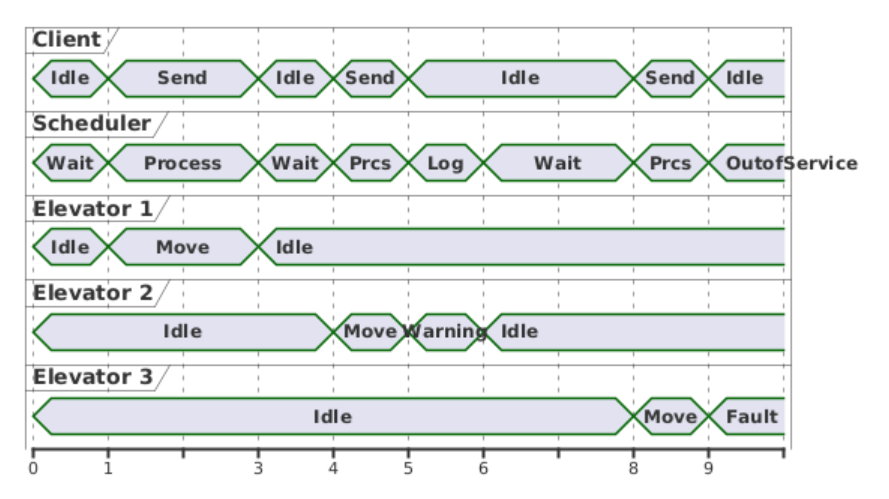 Client
Idle Send Idle Send Idle Send Idle
Scheduler
Wait Process Wait Prcs Log Wait Prcs OutofService
Elevator 1
Idle Move Idle
Elevator 2
Idle Move Warning Idle
Elevator 3
Idle Move Fault
0 1 3 4 5 6 8 9